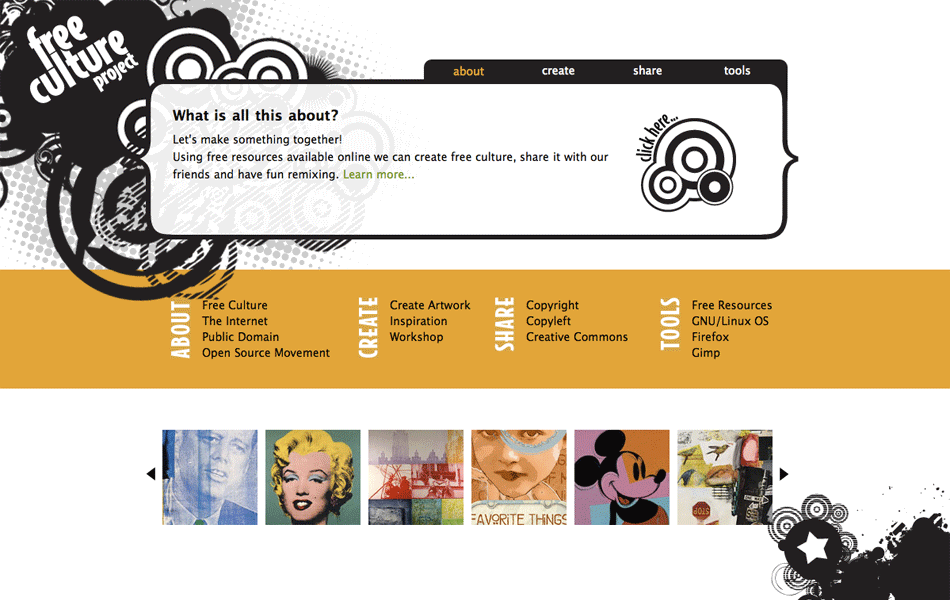 free
culture
project
about
create
share
tools
What is all this about?
Let's make something together!
Using free resources available online we can create free culture, share it with our
friends and have fun remixing. Learn more...
click here...
ABOUT
Free Culture
The Internet
Public Domain
Open Source Movement
CREATE
Create Artwork
Inspiration
Workshop
SHARE
Copyright
Copyleft
Creative Commons
TOOLS
Free Resources
GNU/Linux OS
Firefox
Gimp
FAVORITE THINGS
STOP